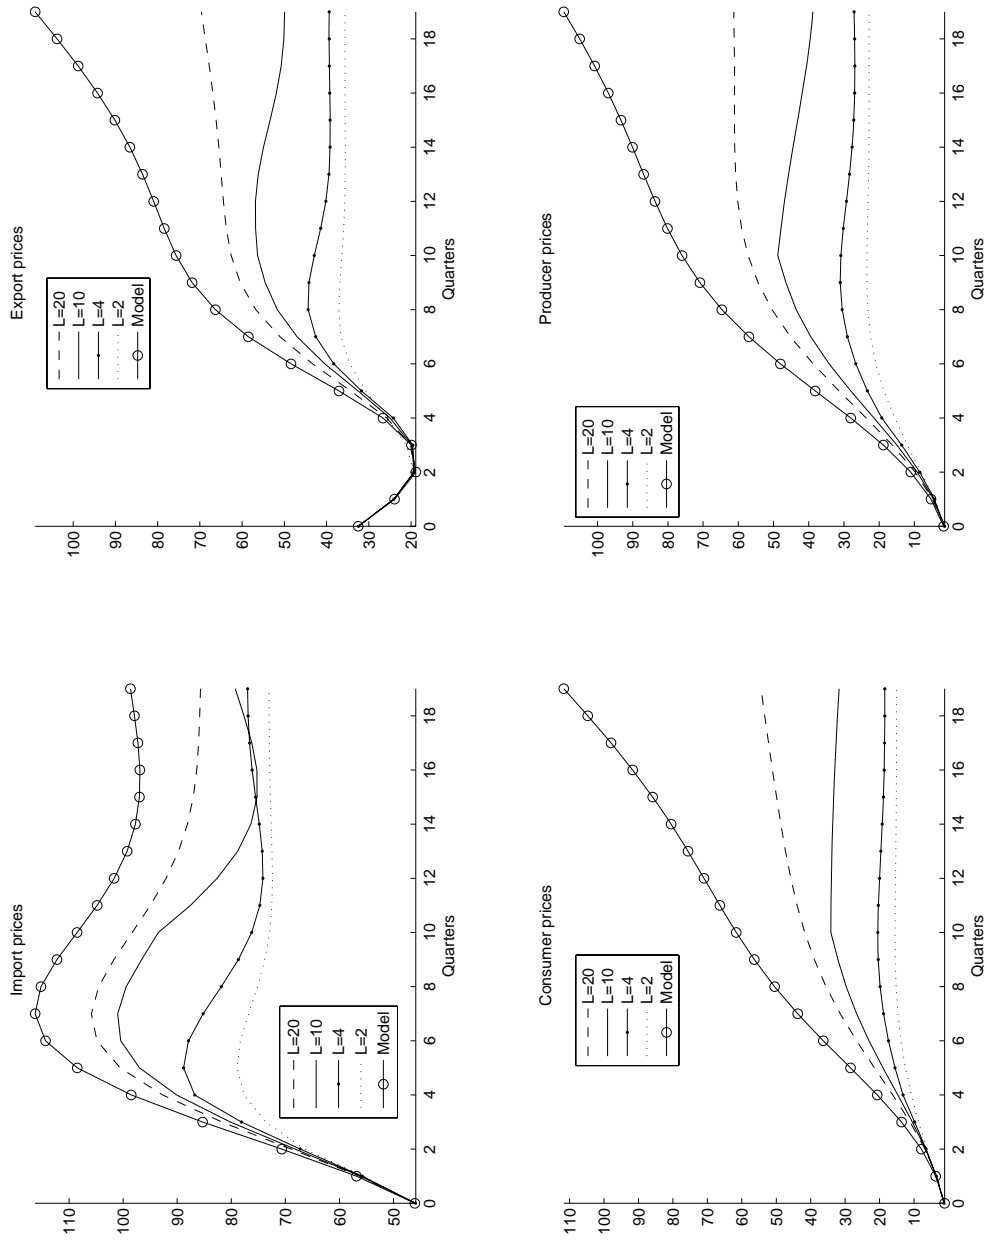 Import prices
110
100
90
80
70
60
50
0 2 4 6 8 10 12 14 16 18
Quarters
L=20
L=10
L=4
L=2
Model
Export prices
100
90
80
70
60
50
40
30
20
0 2 4 6 8 10 12 14 16 18
Quarters
L=20
L=10
L=4
L=2
Model
Consumer prices
110
100
90
80
70
60
50
40
30
20
10
0 2 4 6 8 10 12 14 16 18
Quarters
L=20
L=10
L=4
L=2
Model
Producer prices
100
90
80
70
60
50
40
30
20
10
0 2 4 6 8 10 12 14 16 18
Quarters
L=20
L=10
L=4
L=2
Model